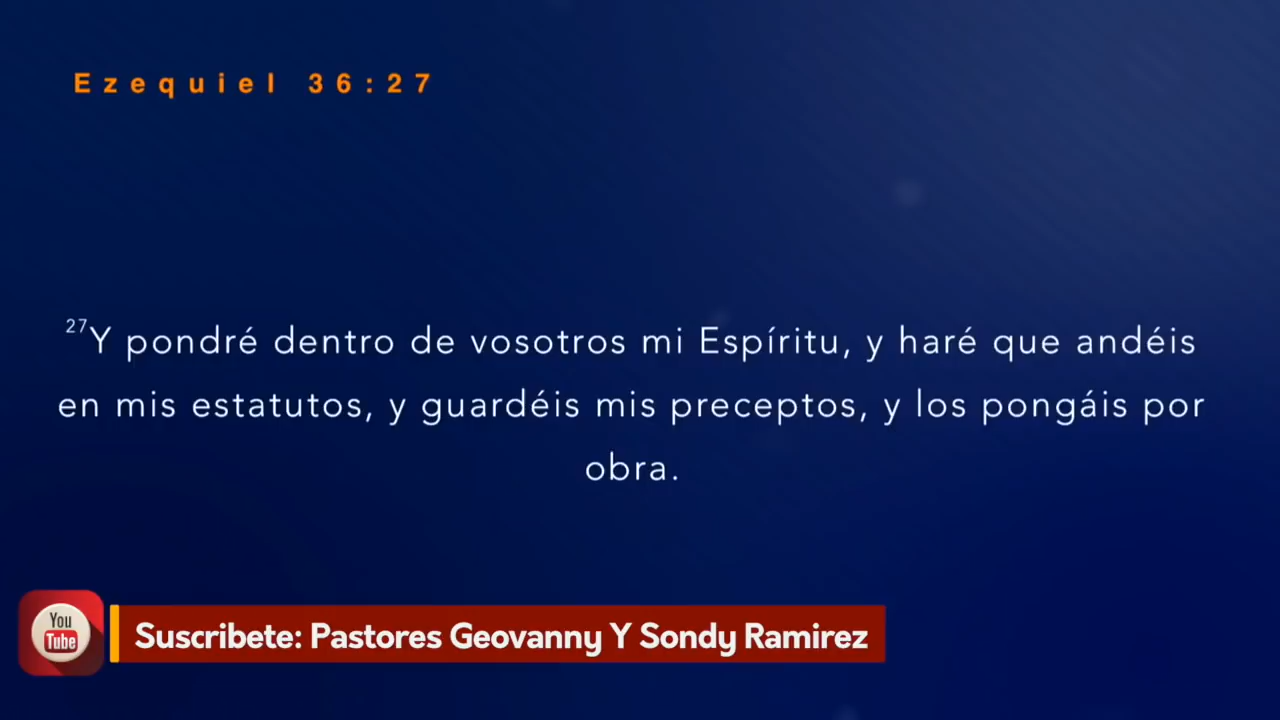 Ezequiel 36:27
27Y pondré dentro de vosotros mi Espíritu, y haré que andéis
en mis estatutos, y guardéis mis preceptos, y los pongáis por
obra.
You
Tube
Suscribete: Pastores Geovanny Y Sondy Ramirez